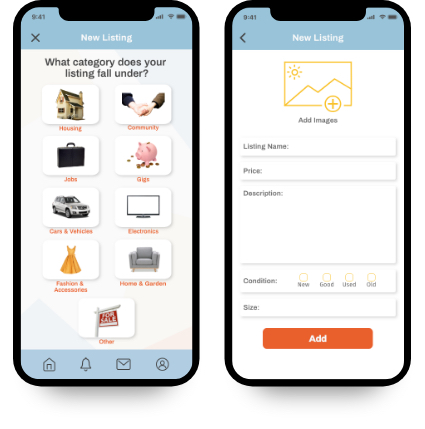 9:41
New Listing
What category does your
listing fall under?
Housing
Community
Jobs
Gigs
Cars & Vehicles
Electronics
Fashion &
Accessories
Home & Garden
FOR
SALE
Other
9:41
New Listing
Add Images
Listing Name:
Price:
Description:
Condition:
New Good Used Old
Size:
Add